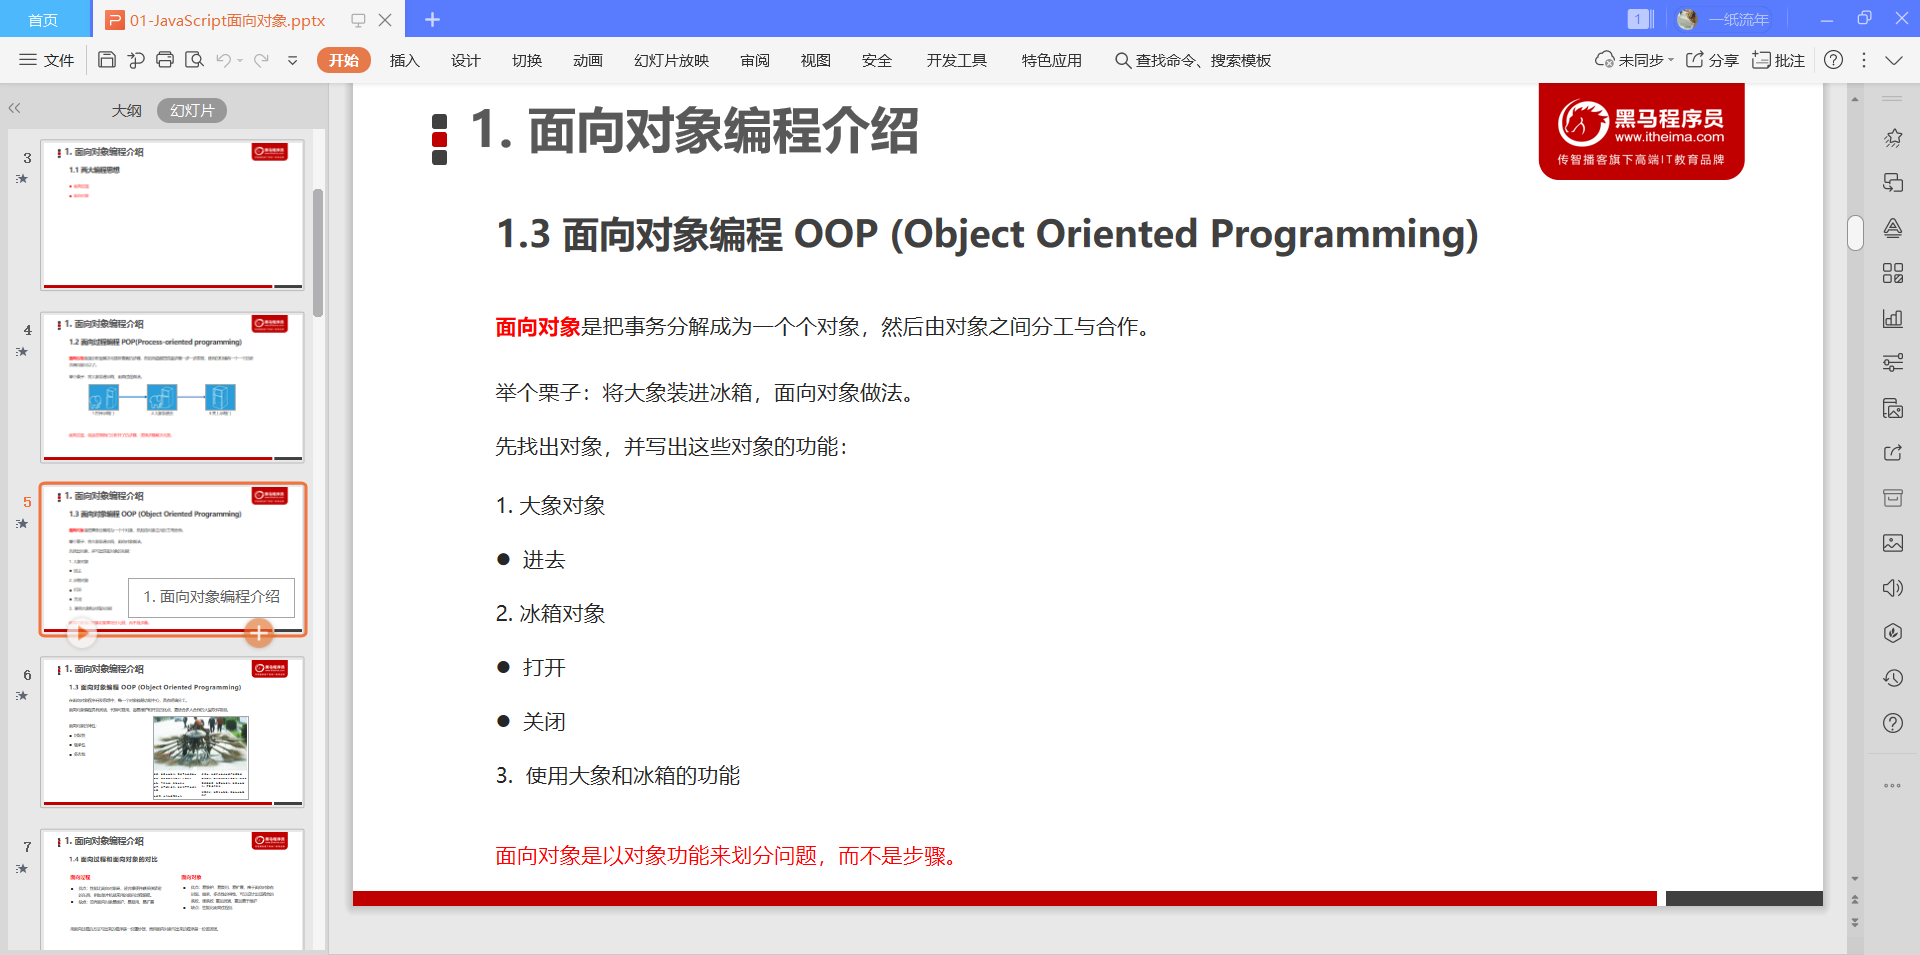 首页
01-JavaScript面向对象.pptx
1
一纸流年
文件
开始
插入
设计
切换
动画
幻灯片放映
审阅
视图
安全
开发工具
特色应用
查找命令、搜索模板
未同步
分享
批注
大纲
幻灯片
3
1. 面向对象编程介绍
1.1 两大编程思想
面向过程
面向对象
4
1. 面向对象编程介绍
1.2 面向过程编程 POP(Process-oriented programming)
5
1. 面向对象编程介绍
1.3 面向对象编程 OOP (Object Oriented Programming)
1. 面向对象编程介绍
6
1. 面向对象编程介绍
1.3 面向对象编程 OOP (Object Oriented Programming)
7
1. 面向对象编程介绍
1.4 面向过程和面向对象的对比
面向过程
面向对象
1. 面向对象编程介绍
黑马程序员
www.itheima.com
传智播客旗下高端IT教育品牌
1.3 面向对象编程 OOP (Object Oriented Programming)
面向对象是把事务分解成为一个个对象，然后由对象之间分工与合作。
举个栗子：将大象装进冰箱，面向对象做法。
先找出对象，并写出这些对象的功能：
1. 大象对象
● 进去
2. 冰箱对象
● 打开
● 关闭
3. 使用大象和冰箱的功能
面向对象是以对象功能来划分问题，而不是步骤。